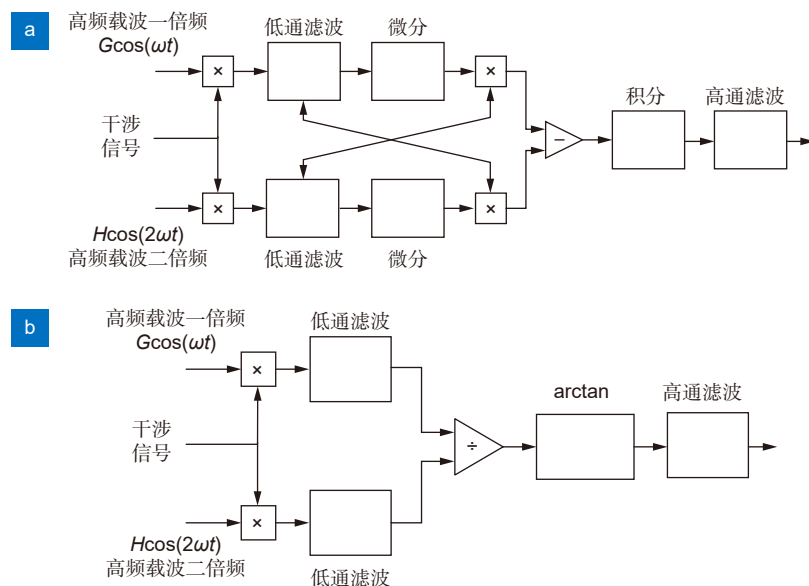 a
高频载波一倍频
Gcos(ωt)
低通滤波
微分
×
×
干涉
信号
−
积分
高通滤波
×
×
Hcos(2ωt)
高频载波二倍频
低通滤波
微分
b
高频载波一倍频
Gcos(ωt)
低通滤波
×
干涉
信号
÷
arctan
高通滤波
×
Hcos(2ωt)
高频载波二倍频
低通滤波